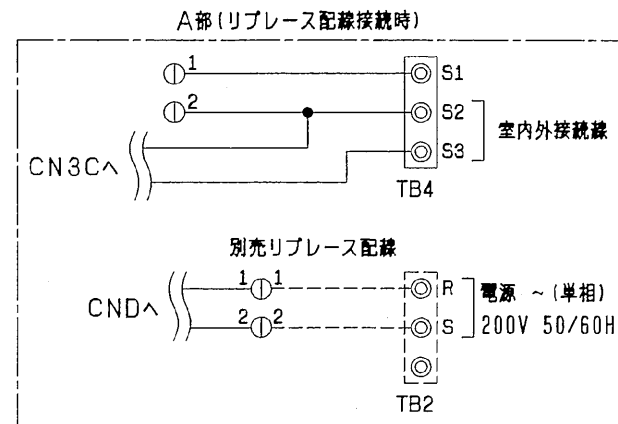 A部(リプレース配線接続時)
1
S1
2
S2
室内外接続線
CN3Cへ
S3
TB4
別売リプレース配線
1 1
R
電源 ~(単相)
CNDへ
2 2
S
200V 50/60H
TB2